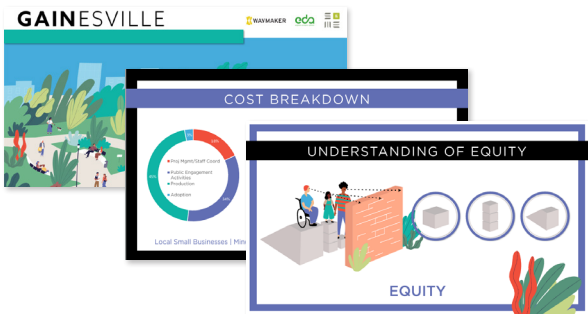 GAINESVILLE
WAYMAKER
eda
COST BREAKDOWN
Proj Mgmt/Staff Coord
Public Engagement
Activities
Production
Adoption
Local Small Businesses | Min
UNDERSTANDING OF EQUITY
EQUITY